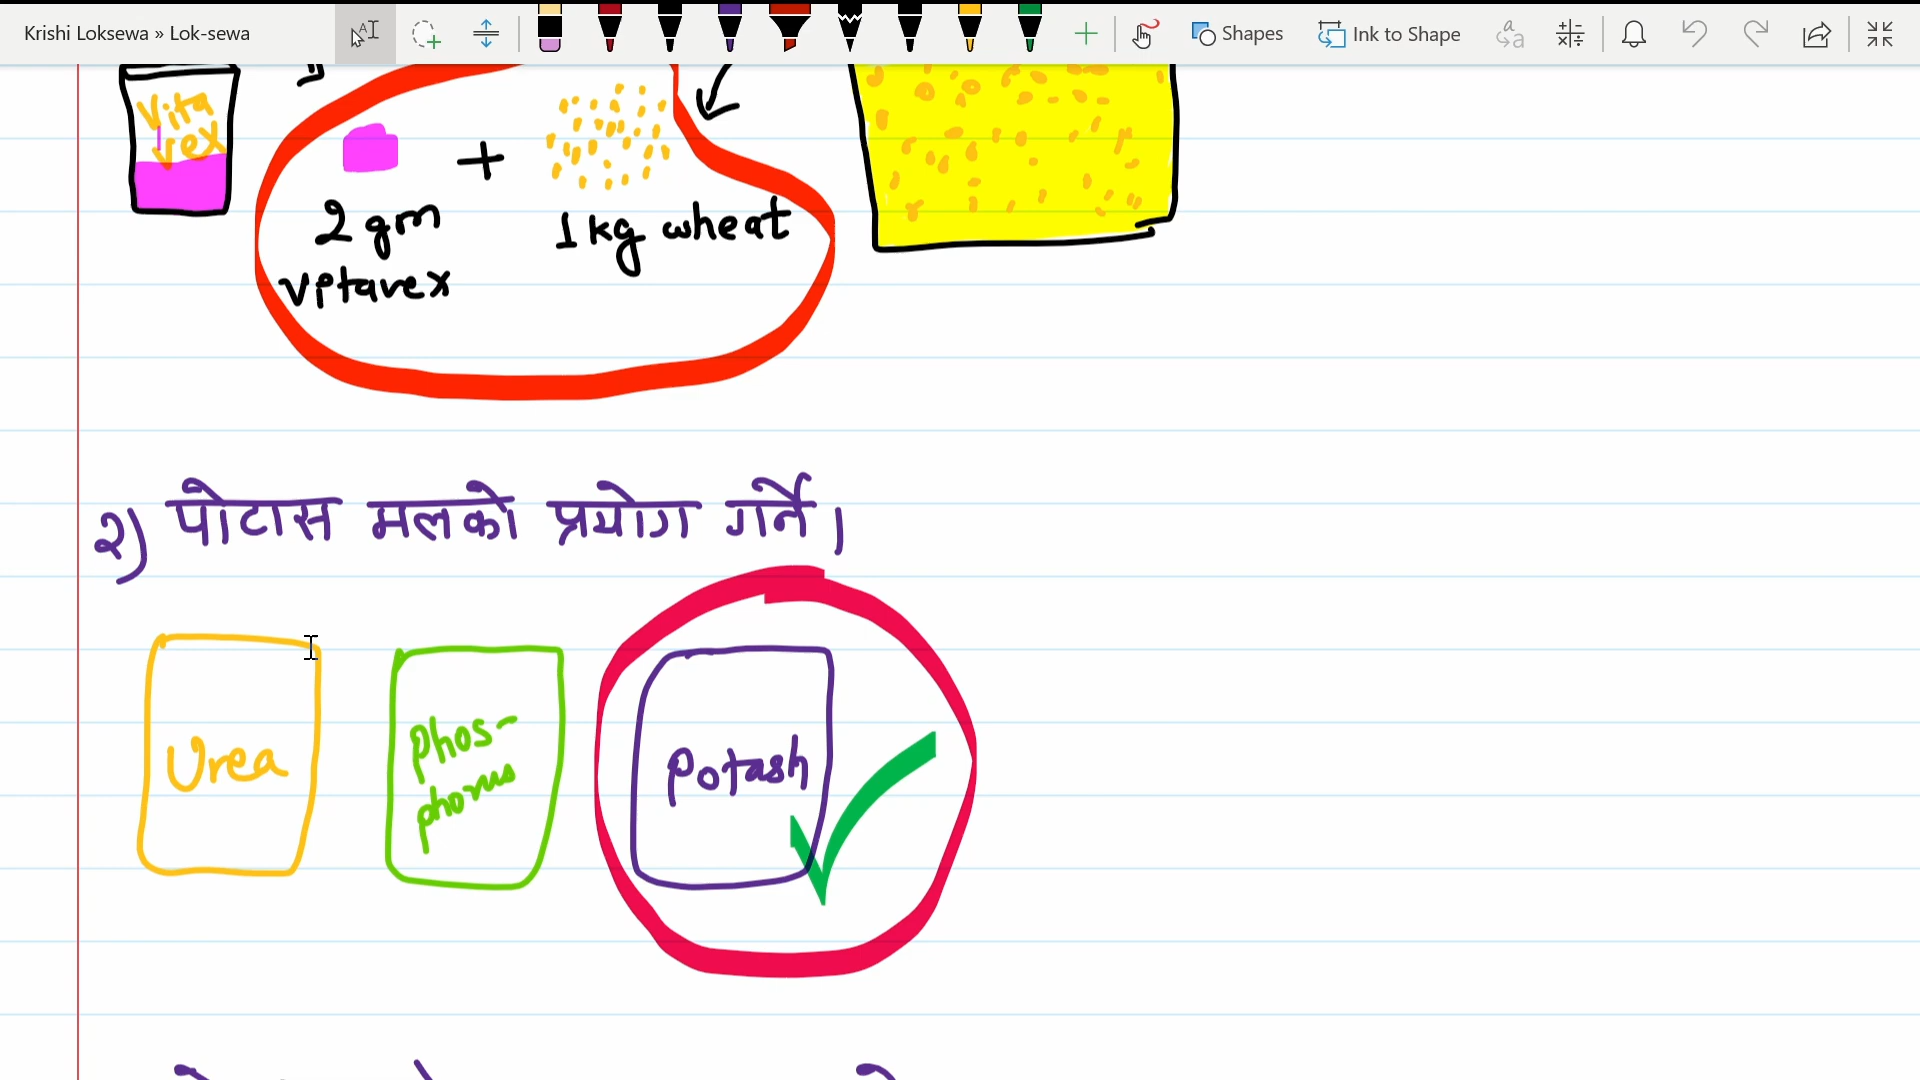 Krishi Loksewa » Lok-sewa
Shapes
Ink to Shape
Vita
vex
+
2 gm
vitavex
1 kg wheat
२) पोटास मलको प्रयोग गर्ने।
Urea
phos-
phorus
Potash